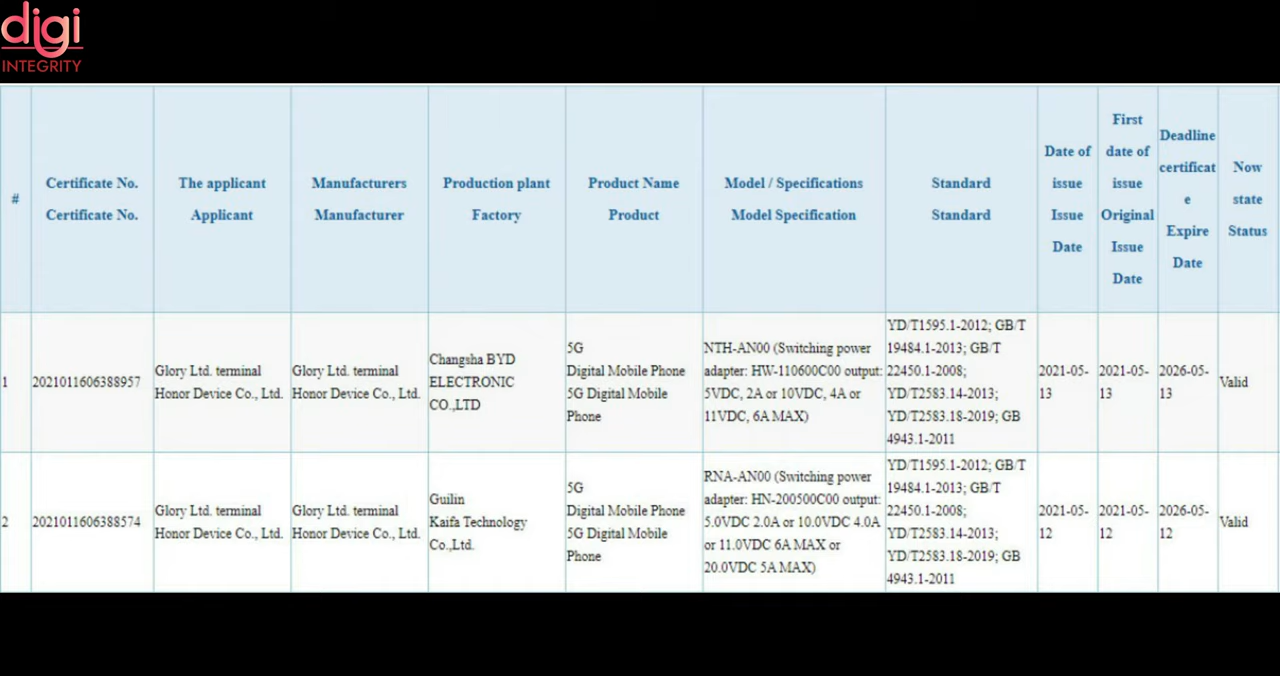 digi
INTEGRITY
#
Certificate No.
Certificate No.
The applicant
Applicant
Manufacturers
Manufacturer
Production plant
Factory
Product Name
Product
Model / Specifications
Model Specification
Standard
Standard
Date of
issue
Issue
Date
First
date of
issue
Original
Issue
Date
Deadline
certificat
e
Expire
Date
Now
state
Status
1
2021011606388957
Glory Ltd. terminal
Honor Device Co., Ltd.
Glory Ltd. terminal
Honor Device Co., Ltd.
Changsha BYD
ELECTRONIC
CO.,LTD
5G
Digital Mobile Phone
5G Digital Mobile
Phone
NTH-AN00 (Switching power
adapter: HW-110600C00 output:
5VDC, 2A or 10VDC, 4A or
11VDC, 6A MAX)
YD/T1595.1-2012; GB/T
19484.1-2013; GB/T
22450.1-2008;
YD/T2583.14-2013;
YD/T2583.18-2019; GB
4943.1-2011
2021-05-
13
2021-05-
13
2026-05-
13
Valid
2
2021011606388574
Glory Ltd. terminal
Honor Device Co., Ltd.
Glory Ltd. terminal
Honor Device Co., Ltd.
Guilin
Kaifa Technology
Co.,Ltd.
5G
Digital Mobile Phone
5G Digital Mobile
Phone
RNA-AN00 (Switching power
adapter: HN-200500C00 output:
5.0VDC 2.0A or 10.0VDC 4.0A
or 11.0VDC 6A MAX or
20.0VDC 5A MAX)
YD/T1595.1-2012; GB/T
19484.1-2013; GB/T
22450.1-2008;
YD/T2583.14-2013;
YD/T2583.18-2019; GB
4943.1-2011
2021-05-
12
2021-05-
12
2026-05-
12
Valid